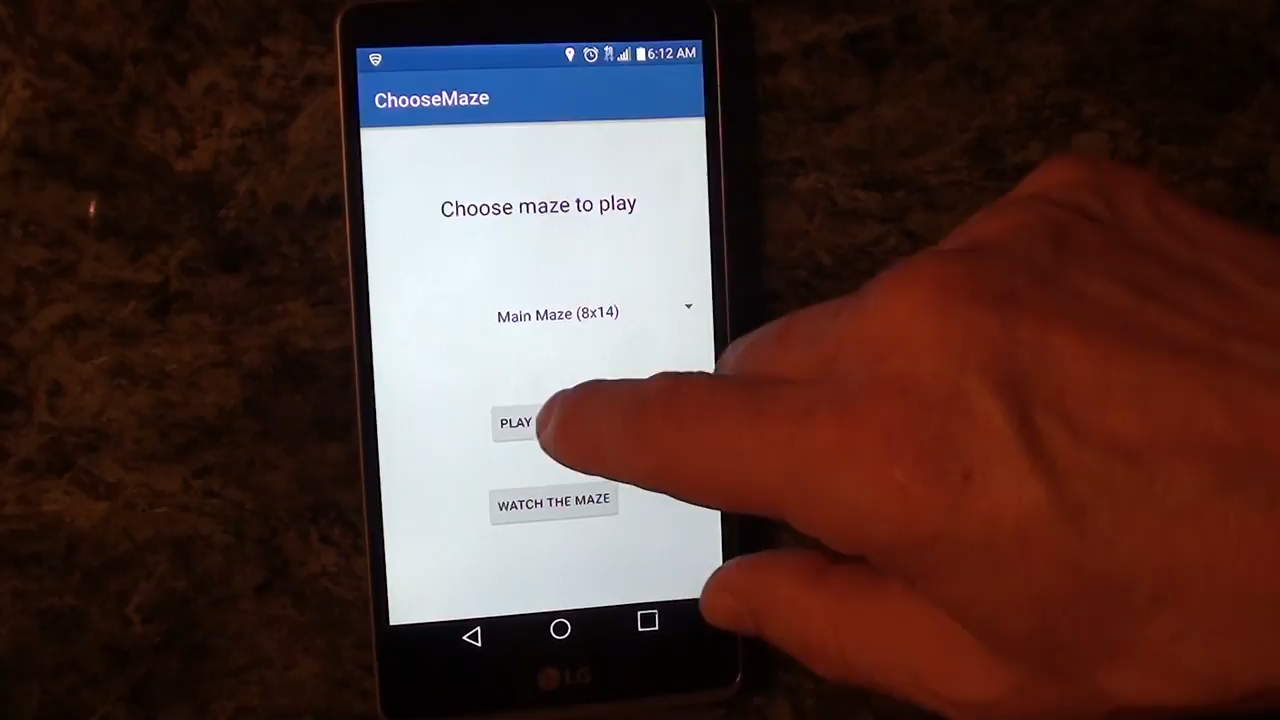 6:12 AM
ChooseMaze
Choose maze to play
Main Maze (8x14)
PLAY
WATCH THE MAZE
LG